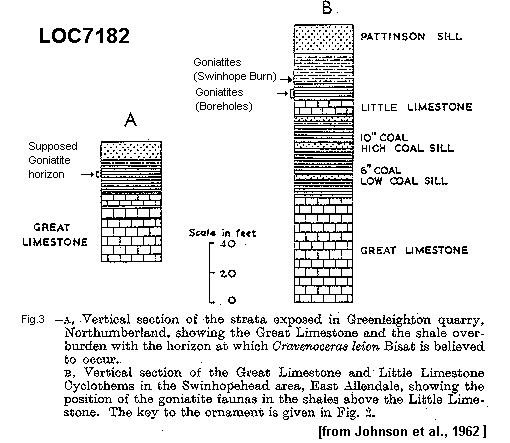 LOC7182
B.
PATTINSON SILL
Goniatites
(Swinhope Burn)
Goniatites
(Boreholes)
LITTLE LIMESTONE
A
10" COAL
HIGH COAL SILL
Supposed
Goniatite
horizon
6" COAL
LOW COAL SILL
GREAT
LIMESTONE
Scale in feet
40
20
0
GREAT LIMESTONE
Fig.3 —A, Vertical section of the strata exposed in Greenleighton quarry,
Northumberland, showing the Great Limestone and the shale over-
burden with the horizon at which Cravenoceras leion Bisat is believed
to occur.
B, Vertical section of the Great Limestone and Little Limestone
Cyclothems in the Swinhopehead area, East Allendale, showing the
position of the goniatite faunas in the shales above the Little Lime-
stone. The key to the ornament is given in Fig. 2.
[from Johnson et al., 1962 ]